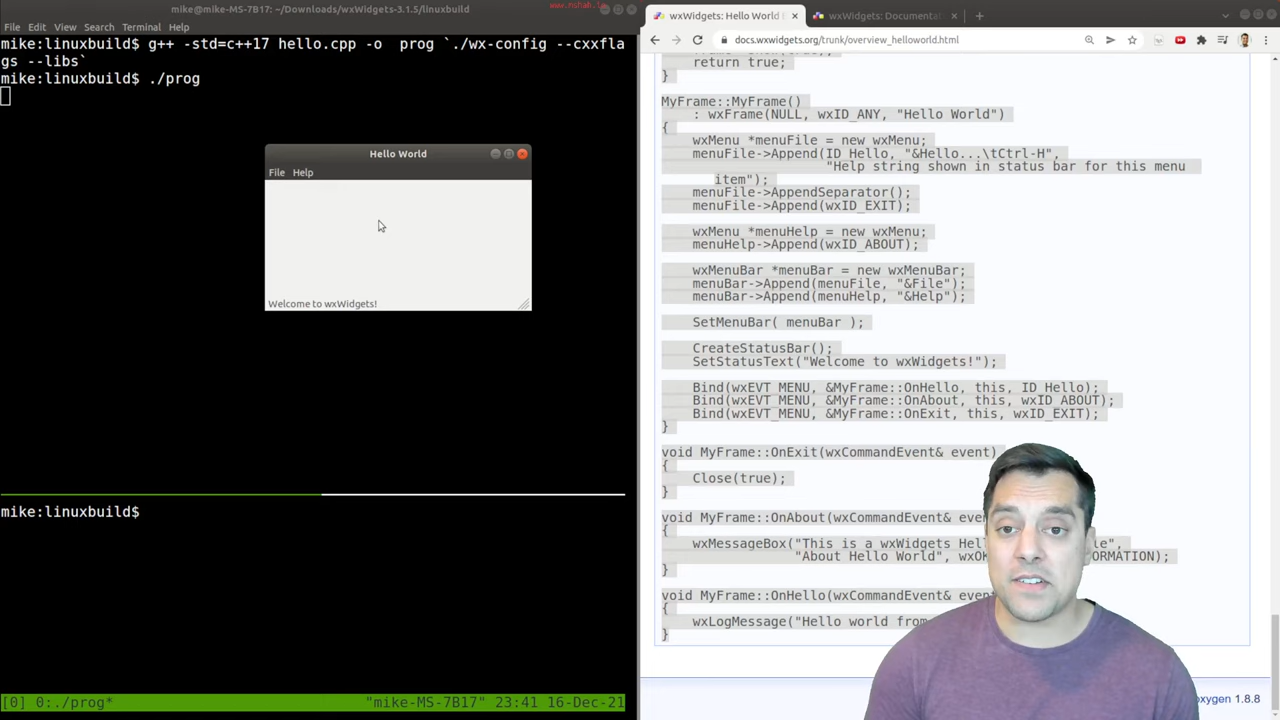 mike@mike-MS-7B17: ~/Downloads/wxWidgets-3.1.5/linuxbuild
File Edit View Search Terminal Help
mike:linuxbuild$ g++ -std=c++17 hello.cpp -o  prog `./wx-config --cxxfla
gs --libs`
mike:linuxbuild$ ./prog
Hello World
File Help
Welcome to wxWidgets!
mike:linuxbuild$
[0] 0:./prog* "mike-MS-7B17" 23:41 16-Dec-21
wxWidgets: Hello World E
wxWidgets: Documentat
docs.wxwidgets.org/trunk/overview_helloworld.html
return true;
}
MyFrame::MyFrame()
: wxFrame(NULL, wxID_ANY, "Hello World")
{
wxMenu *menuFile = new wxMenu;
menuFile->Append(ID_Hello, "&Hello...\tCtrl-H",
"Help string shown in status bar for this menu
item");
menuFile->AppendSeparator();
menuFile->Append(wxID_EXIT);
wxMenu *menuHelp = new wxMenu;
menuHelp->Append(wxID_ABOUT);
wxMenuBar *menuBar = new wxMenuBar;
menuBar->Append(menuFile, "&File");
menuBar->Append(menuHelp, "&Help");
SetMenuBar( menuBar );
CreateStatusBar();
SetStatusText("Welcome to wxWidgets!");
Bind(wxEVT_MENU, &MyFrame::OnHello, this, ID_Hello);
Bind(wxEVT_MENU, &MyFrame::OnAbout, this, wxID_ABOUT);
Bind(wxEVT_MENU, &MyFrame::OnExit, this, wxID_EXIT);
}
void MyFrame::OnExit(wxCommandEvent& event)
{
Close(true);
}
void MyFrame::OnAbout(wxCommandEvent& eve
{
wxMessageBox("This is a wxWidgets Hel le",
"About Hello World", wxO ORMATION);
}
void MyFrame::OnHello(wxCommandEvent& eve
{
wxLogMessage("Hello world from
}
oxygen 1.8.8